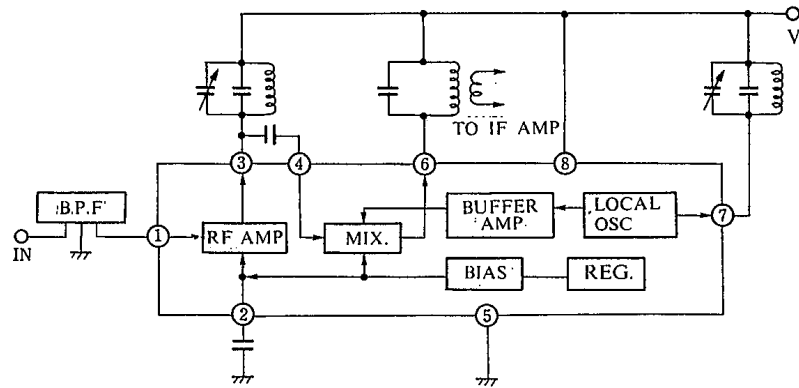 V
TO IF AMP
3
4
6
8
B.P.F
IN
1
RF AMP
MIX.
BUFFER
AMP.
LOCAL
OSC
7
BIAS
REG.
2
5